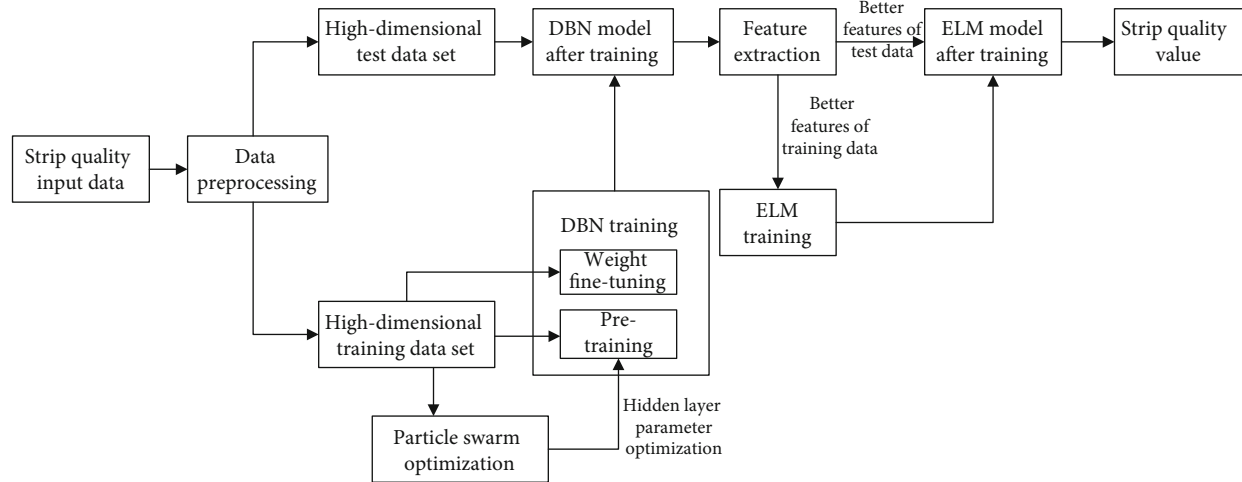 High-dimensional
test data set
DBN model
after training
Feature
extraction
Better
features of
test data
ELM model
after training
Strip quality
value
Better
features of
training data
Strip quality
input data
Data
preprocessing
ELM
training
DBN training
Weight
fine-tuning
High-dimensional
training data set
Pre-
training
Hidden layer
parameter
optimization
Particle swarm
optimization